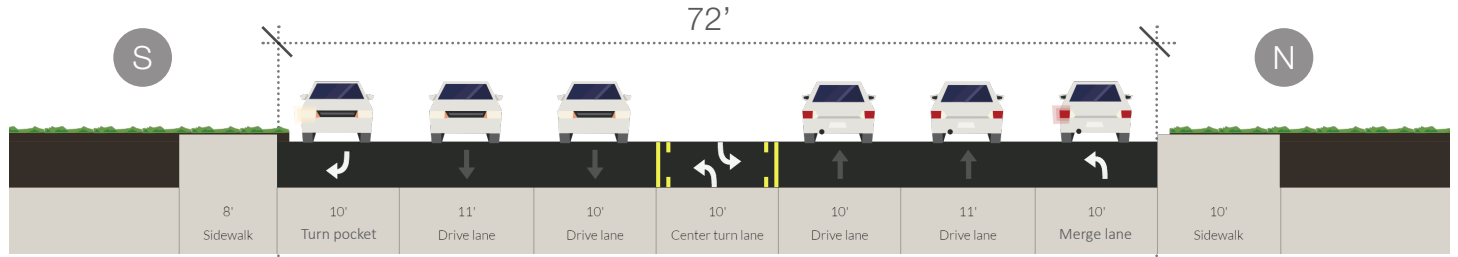 72’
S
N
8'
Sidewalk
10'
Turn pocket
11'
Drive lane
10'
Drive lane
10'
Center turn lane
10'
Drive lane
11'
Drive lane
10'
Merge lane
10'
Sidewalk